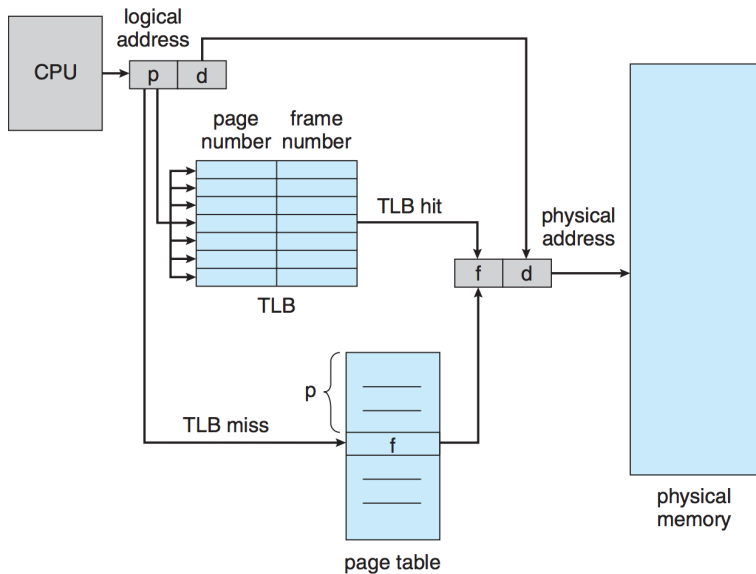 logical
address
CPU
p
d
page
number
frame
number
TLB hit
physical
address
f
d
TLB
p
TLB miss
f
physical
memory
page table